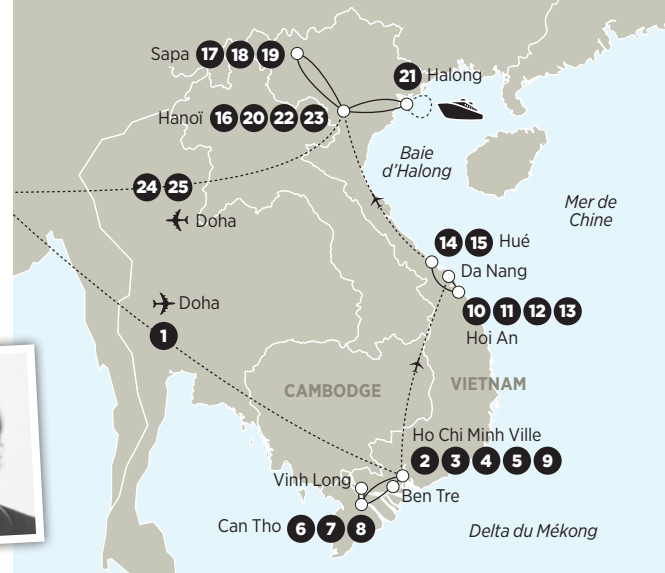 Sapa 17 18 19
21 Halong
Hanoï 16 20 22 23
Baie
d'Halong
24 25
Doha
Mer de
Chine
14 15 Hué
Da Nang
10 11 12 13
Hoi An
Doha
1
CAMBODGE
VIETNAM
Ho Chi Minh Ville
2 3 4 5 9
Vinh Long
Ben Tre
Can Tho 6 7 8
Delta du Mékong